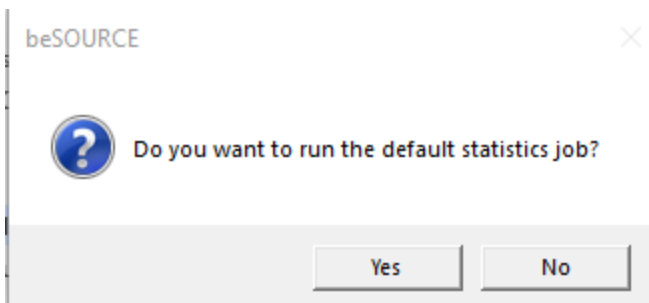 beSOURCE
Do you want to run the default statistics job?
Yes
No